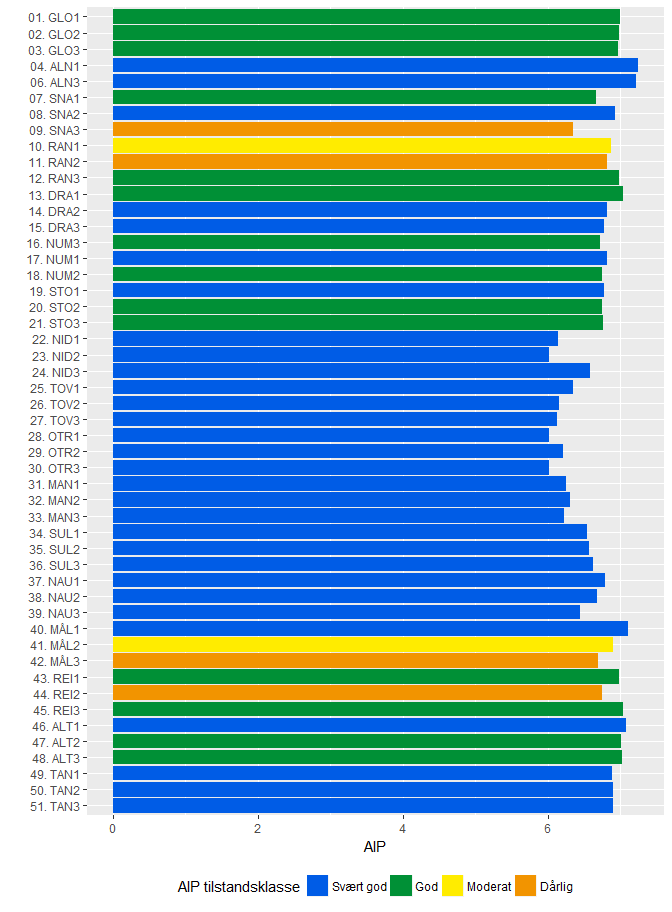 01. GLO1
02. GLO2
03. GLO3
04. ALN1
06. ALN3
07. SNA1
08. SNA2
09. SNA3
10. RAN1
11. RAN2
12. RAN3
13. DRA1
14. DRA2
15. DRA3
16. NUM3
17. NUM1
18. NUM2
19. STO1
20. STO2
21. STO3
22. NID1
23. NID2
24. NID3
25. TOV1
26. TOV2
27. TOV3
28. OTR1
29. OTR2
30. OTR3
31. MAN1
32. MAN2
33. MAN3
34. SUL1
35. SUL2
36. SUL3
37. NAU1
38. NAU2
39. NAU3
40. MÅL1
41. MÅL2
42. MÅL3
43. REI1
44. REI2
45. REI3
46. ALT1
47. ALT2
48. ALT3
49. TAN1
50. TAN2
51. TAN3
0 2 4 6
AIP
AIP tilstandsklasse Svært god God Moderat Dårlig